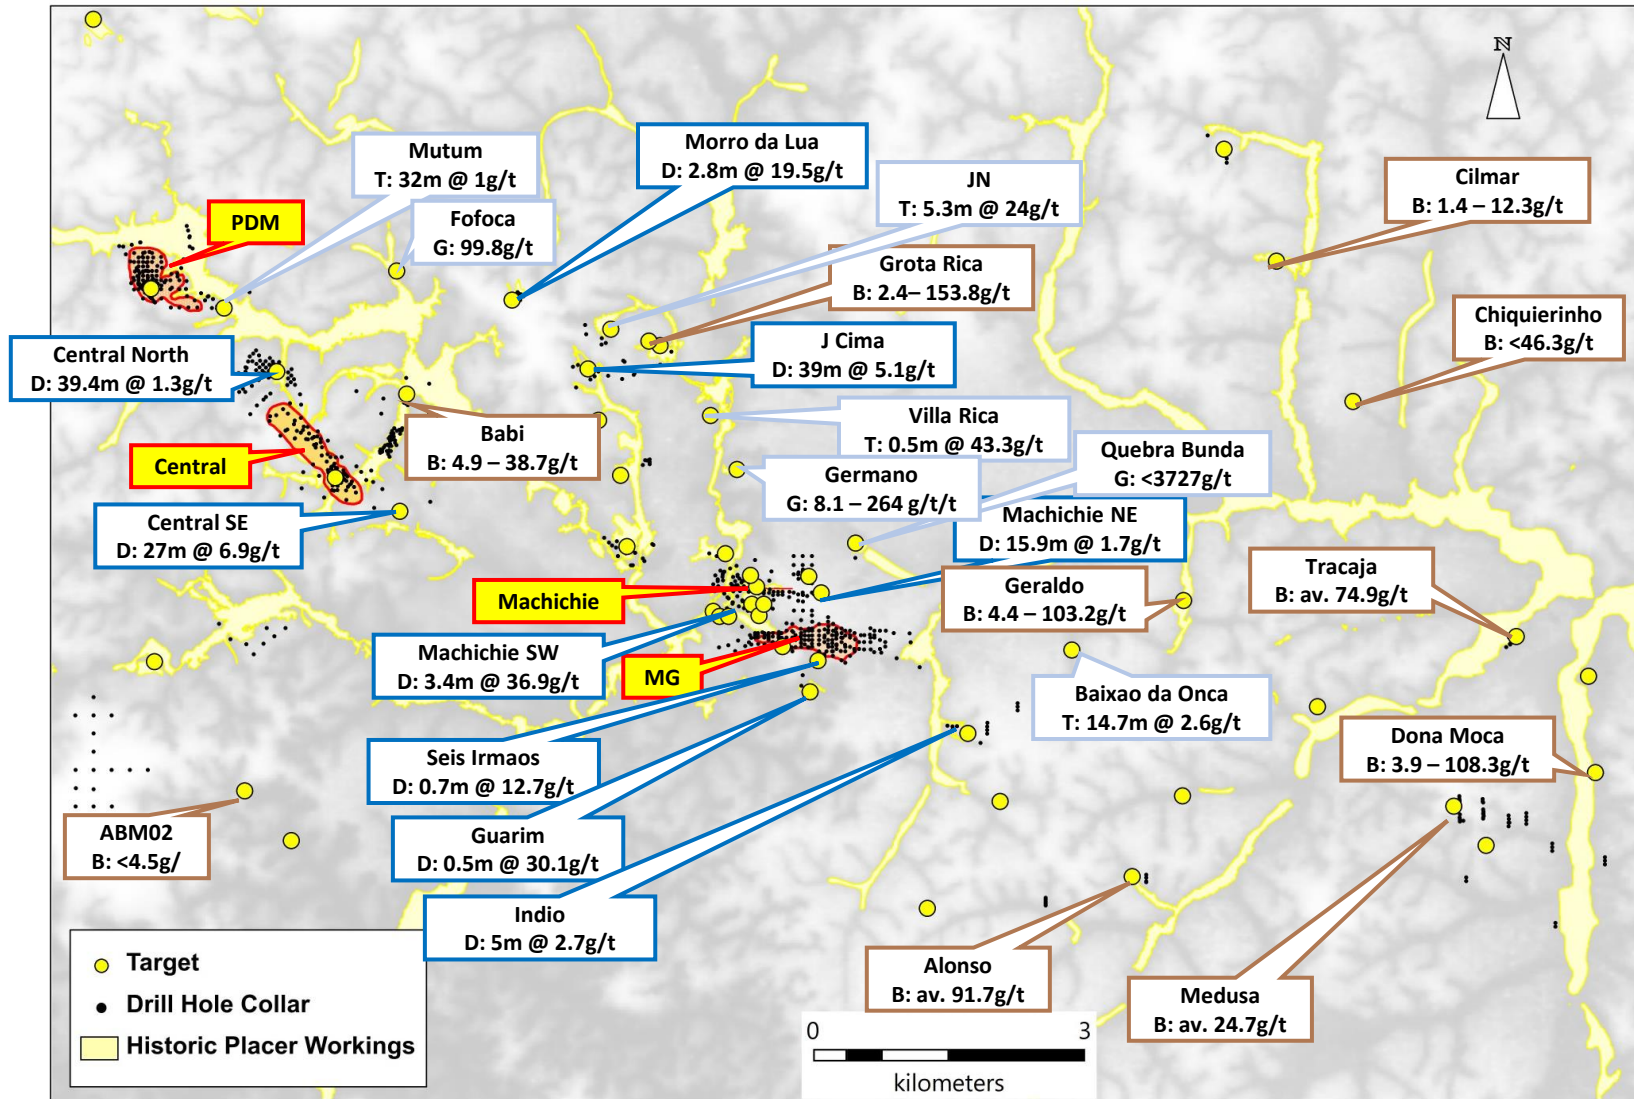 N
Mutum
T: 32m @ 1g/t
Morro da Lua
D: 2.8m @ 19.5g/t
JN
T: 5.3m @ 24g/t
Cilmar
B: 1.4 – 12.3g/t
PDM
Fofoca
G: 99.8g/t
Grota Rica
B: 2.4– 153.8g/t
Chiquierinho
B: <46.3g/t
Central North
D: 39.4m @ 1.3g/t
J Cima
D: 39m @ 5.1g/t
Babi
B: 4.9 – 38.7g/t
Villa Rica
T: 0.5m @ 43.3g/t
Central
Quebra Bunda
G: <3727g/t
Germano
G: 8.1 – 264 g/t/t
Central SE
D: 27m @ 6.9g/t
Machichie NE
D: 15.9m @ 1.7g/t
Machichie
Geraldo
B: 4.4 – 103.2g/t
Tracaja
B: av. 74.9g/t
Machichie SW
D: 3.4m @ 36.9g/t
MG
Baixao da Onca
T: 14.7m @ 2.6g/t
Seis Irmaos
D: 0.7m @ 12.7g/t
Dona Moca
B: 3.9 – 108.3g/t
ABM02
B: <4.5g/
Guarim
D: 0.5m @ 30.1g/t
Indio
D: 5m @ 2.7g/t
Alonso
B: av. 91.7g/t
Medusa
B: av. 24.7g/t
Target
Drill Hole Collar
Historic Placer Workings
0 3
kilometers